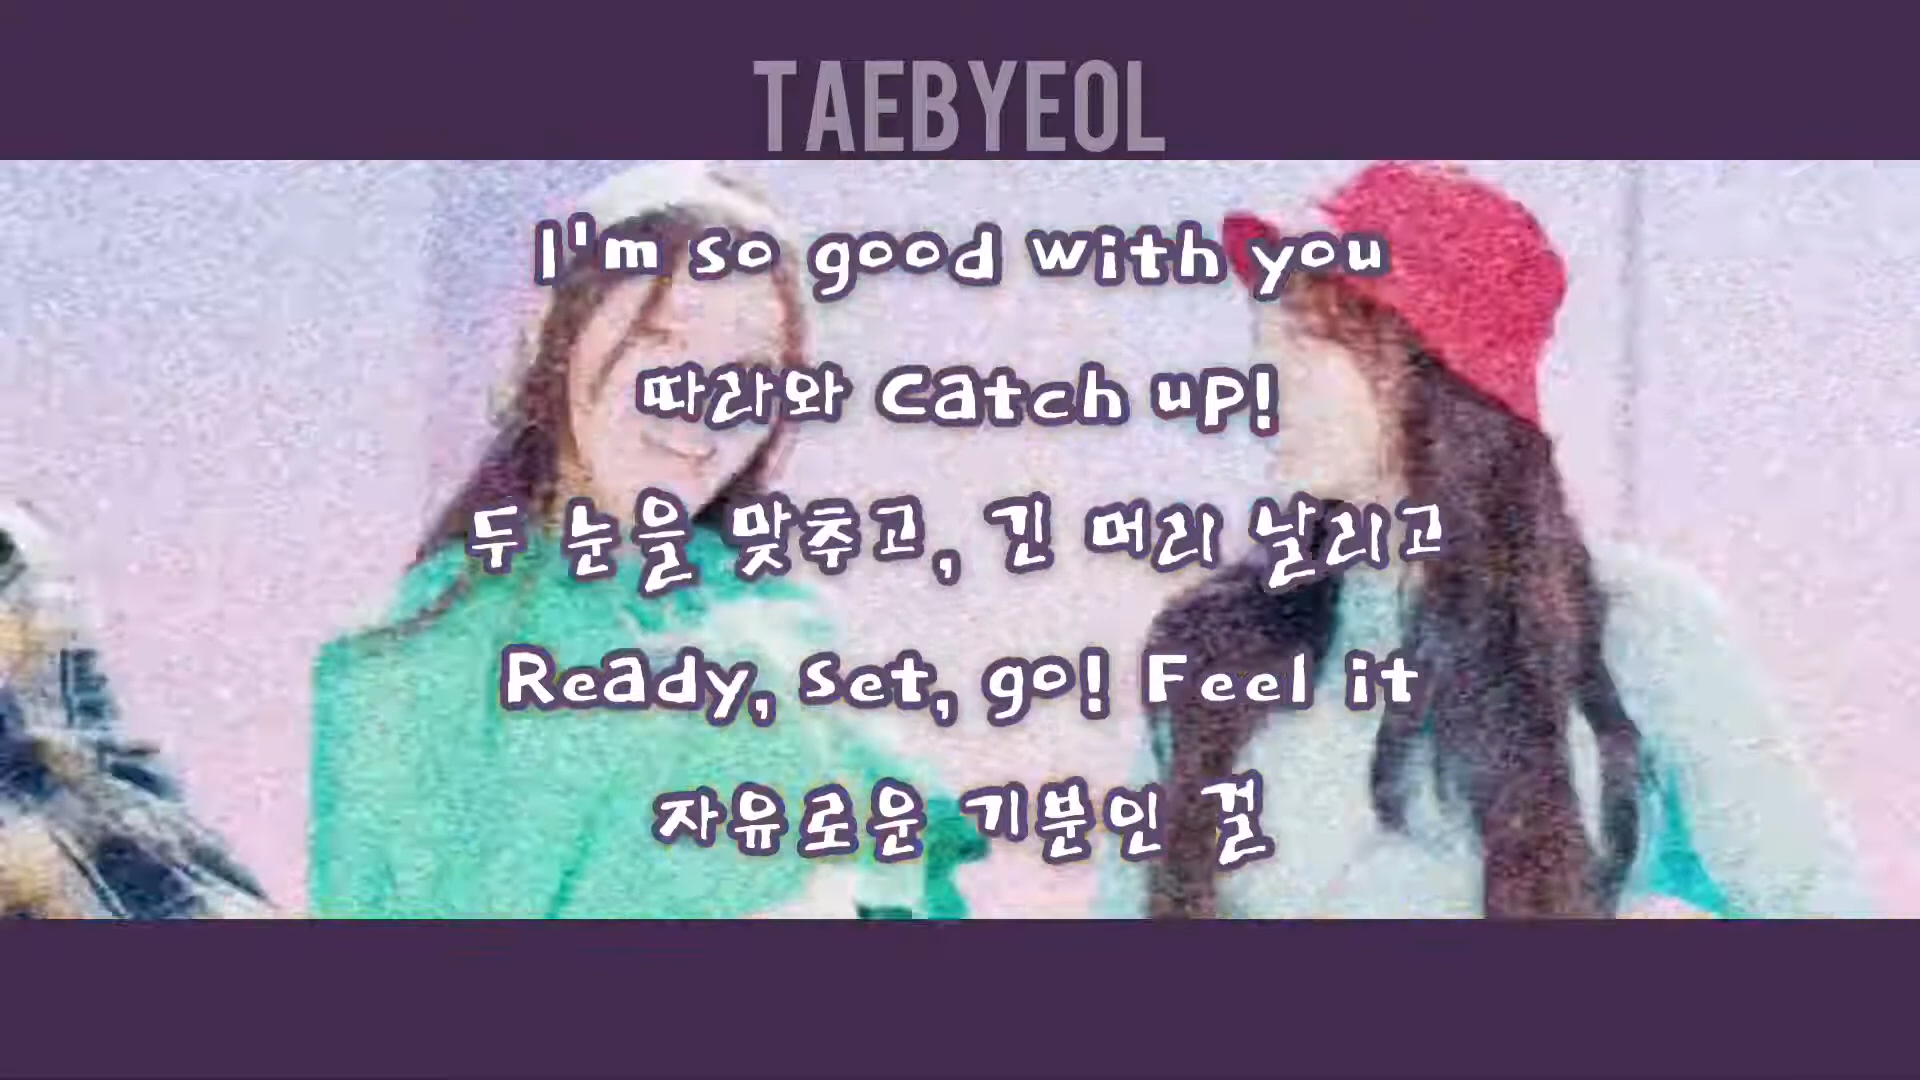 TAEBYEOL
I'm so good with you
따라와 Catch up!
두 눈을 맞추고, 긴 머리 날리고
Ready, set, go! Feel it
자유로운 기분인 걸